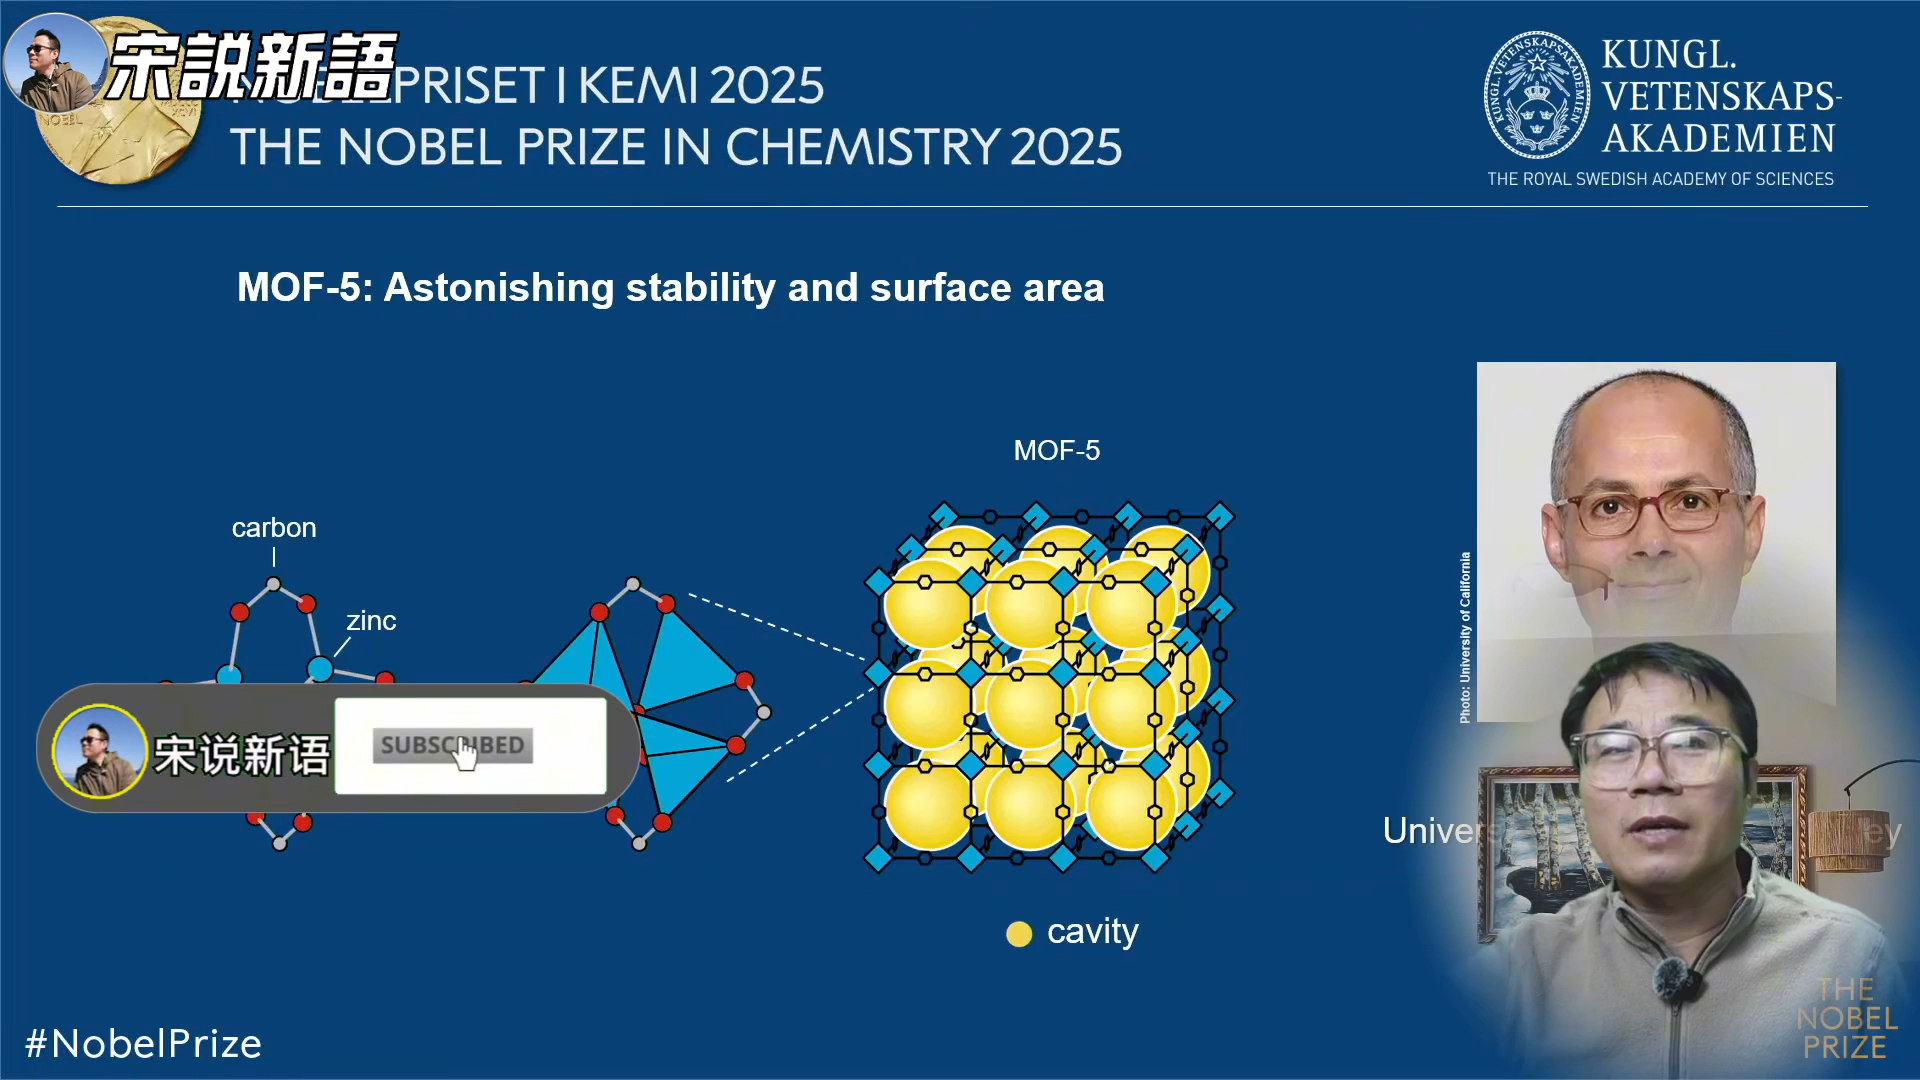 宋説新語
PRISET I KEMI 2025
THE NOBEL PRIZE IN CHEMISTRY 2025
KUNGL.
VETENSKAPS-
AKADEMIEN
THE ROYAL SWEDISH ACADEMY OF SCIENCES
MOF-5: Astonishing stability and surface area
MOF-5
carbon
zinc
Photo: University of California
宋说新语
SUBSCRIBED
cavity
#NobelPrize
THE
NOBEL
PRIZE